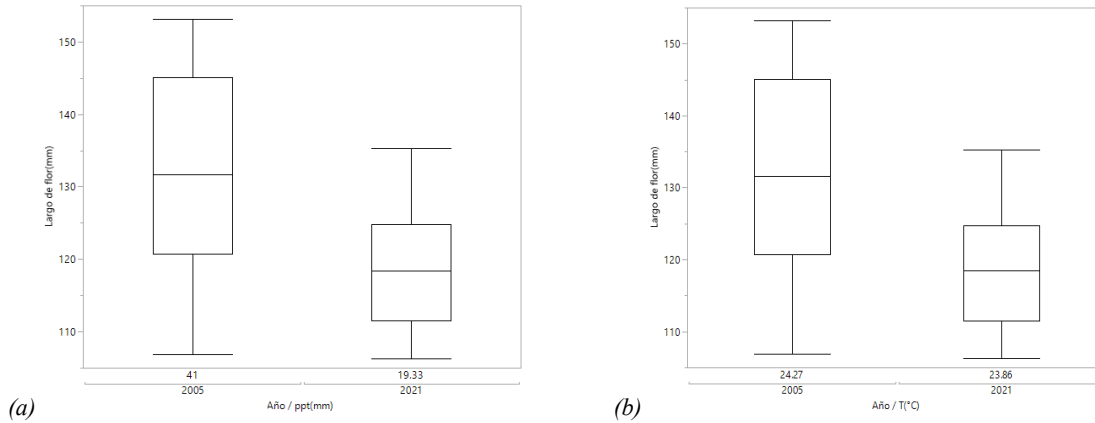 150
140
130
120
110
Largo de flor(mm)
41 19.33
2005 2021
Año / ppt(mm)
(a)
150
140
130
120
110
Largo de flor(mm)
24.27 23.86
2005 2021
Año / T(°C)
(b)